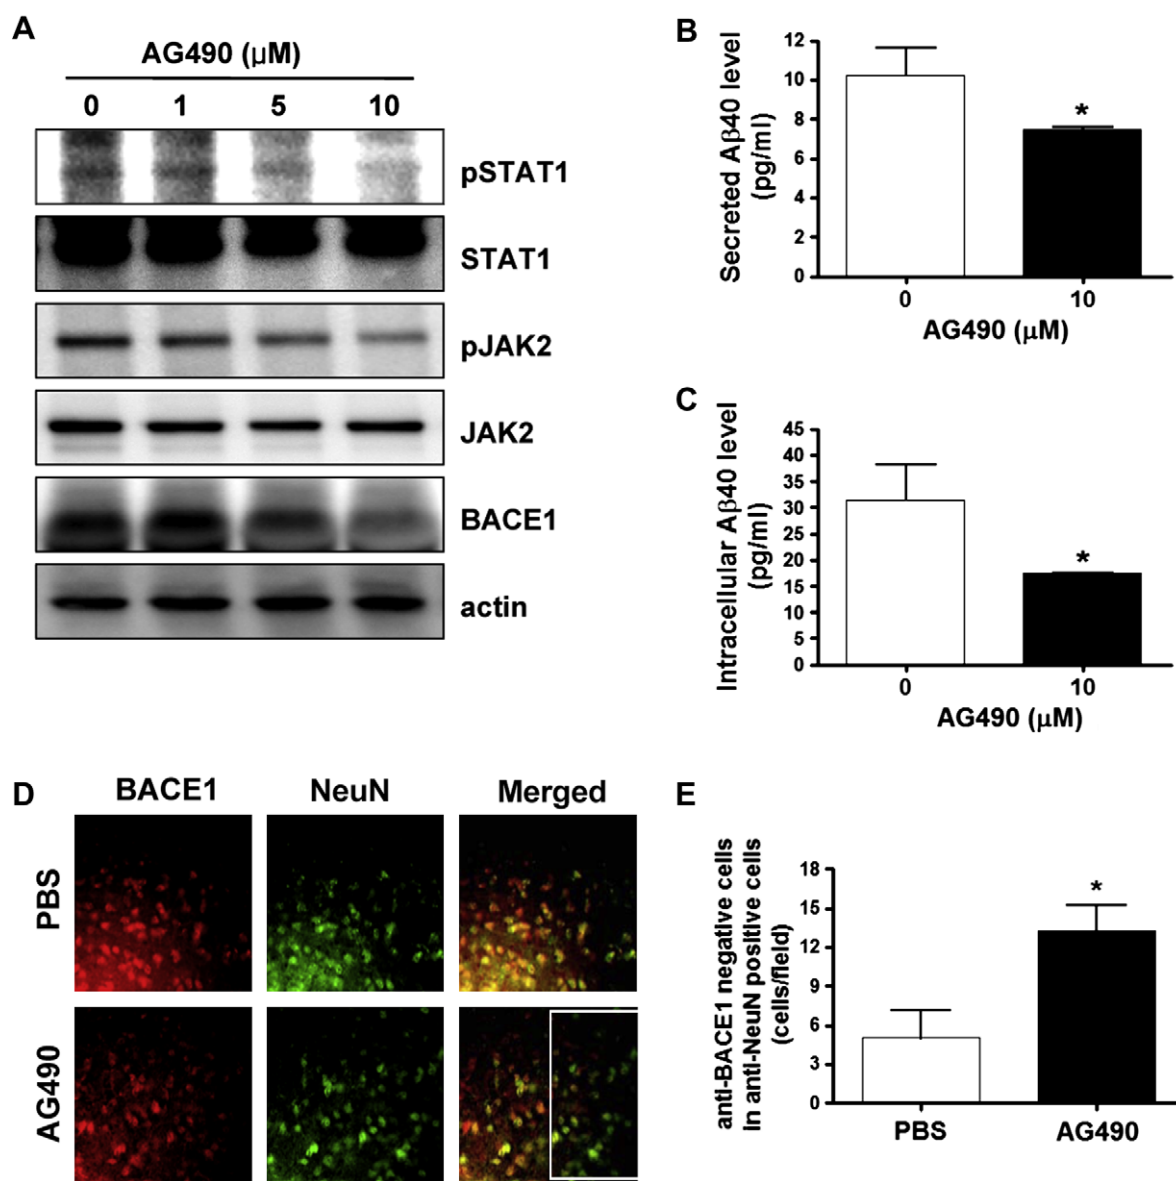 A
AG490 (μM)
0 1 5 10
pSTAT1
STAT1
pJAK2
JAK2
BACE1
actin
B
Secreted Aβ40 level
(pg/ml)
12
10
8
6
4
2
0
*
0 10
AG490 (μM)
C
Intracellular Aβ40 level
(pg/ml)
45
40
35
30
25
20
15
10
5
0
*
0 10
AG490 (μM)
D
BACE1 NeuN Merged
PBS
AG490
E
anti-BACE1 negative cells
In anti-NeuN positive cells
(cells/field)
18
15
12
9
6
3
0
*
PBS AG490